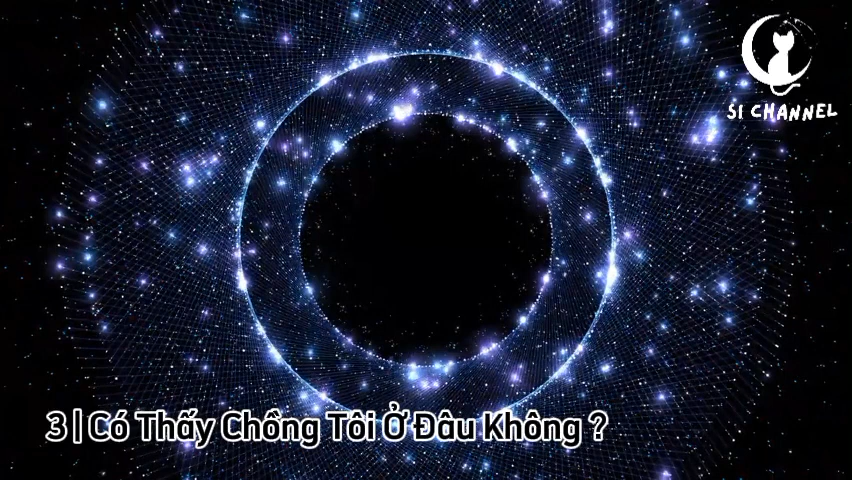 SI CHANNEL
3 | Có Thấy Chồng Tôi Ở Đâu Không ?